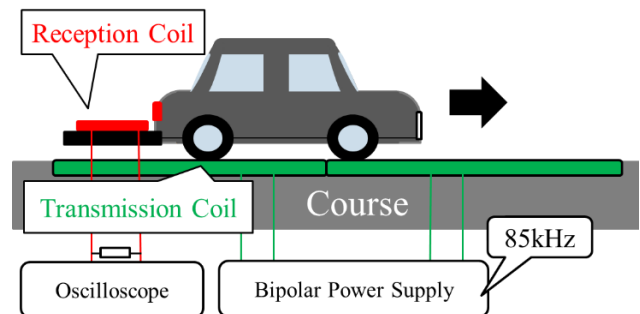 Reception Coil
Transmission Coil
Course
85kHz
Oscilloscope
Bipolar Power Supply